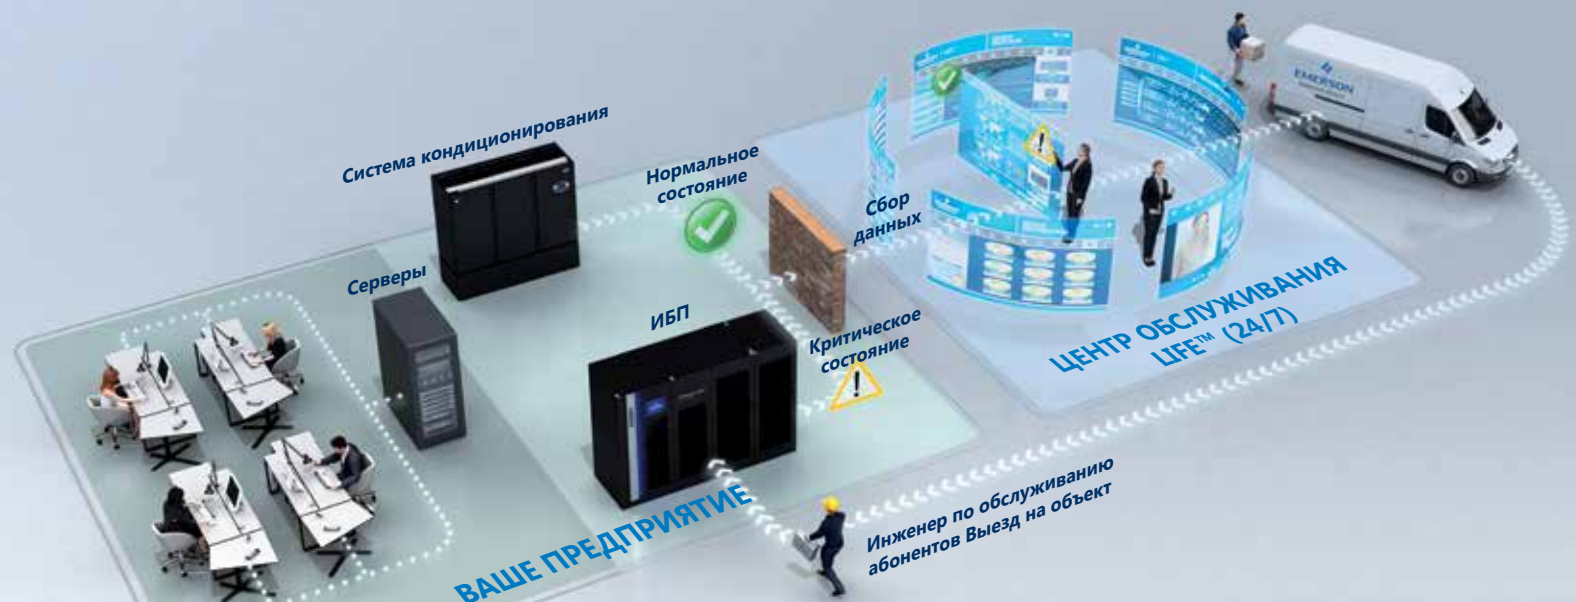 Система кондиционирования
Нормальное
состояние
Сбор
данных
EMERSON
Серверы
ИБП
Критическое
состояние
ЦЕНТР ОБСЛУЖИВАНИЯ
LIFE™ (24/7)
ВАШЕ ПРЕДПРИЯТИЕ
Инженер по обслуживанию
абонентов Выезд на объект